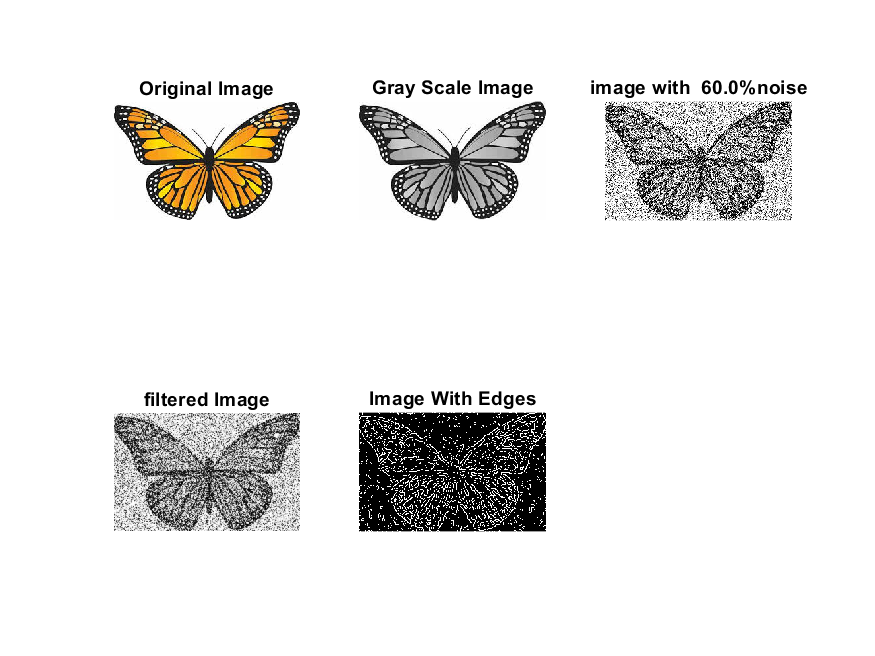 Original Image
Gray Scale Image
image with  60.0%noise
filtered Image
Image With Edges